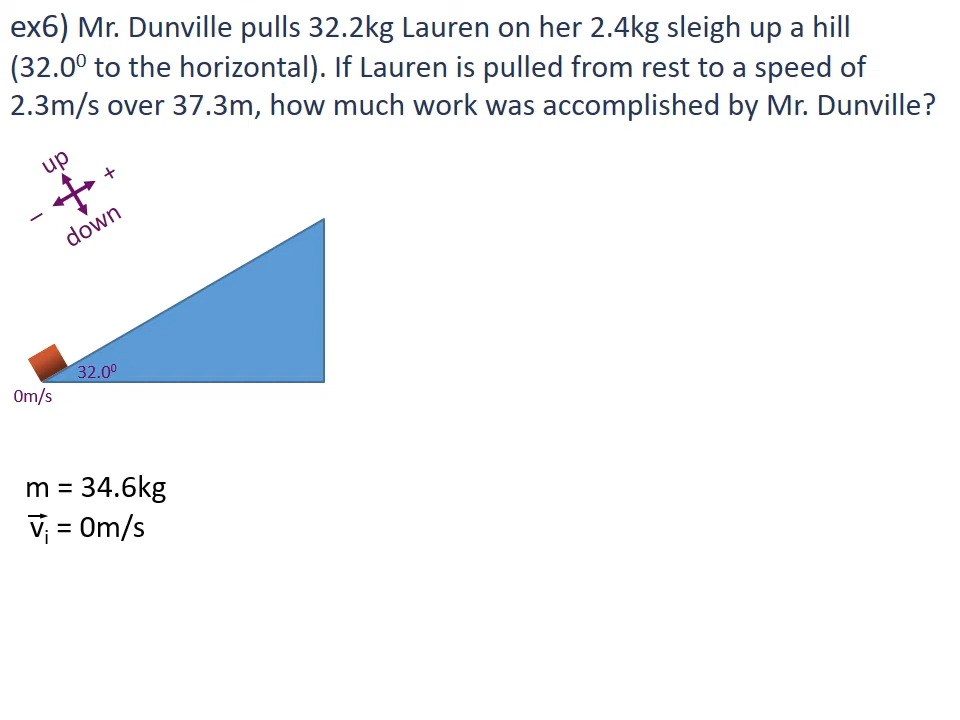 ex6) Mr. Dunville pulls 32.2kg Lauren on her 2.4kg sleigh up a hill
(32.0⁰ to the horizontal). If Lauren is pulled from rest to a speed of
2.3m/s over 37.3m, how much work was accomplished by Mr. Dunville?
up
+
–
down
32.0⁰
0m/s
m = 34.6kg
v⃗ᵢ = 0m/s